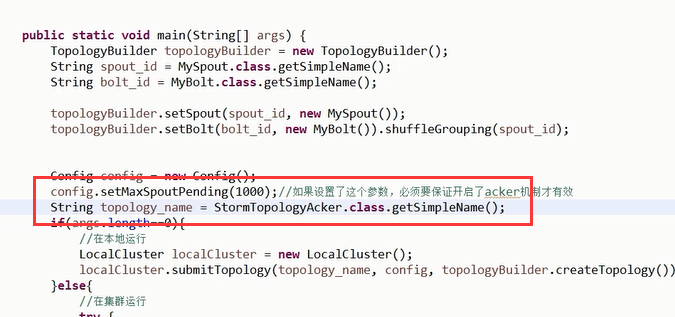 public static void main(String[] args) {
TopologyBuilder topologyBuilder = new TopologyBuilder();
String spout_id = MySpout.class.getSimpleName();
String bolt_id = MyBolt.class.getSimpleName();
topologyBuilder.setSpout(spout_id, new MySpout());
topologyBuilder.setBolt(bolt_id, new MyBolt()).shuffleGrouping(spout_id);
Config config = new Config();
config.setMaxSpoutPending(1000);//如果设置了这个参数，必须要保证开启了acker机制才有效
String topology_name = StormTopologyAcker.class.getSimpleName();
if(args.length==0){
//在本地运行
LocalCluster localCluster = new LocalCluster();
localCluster.submitTopology(topology_name, config, topologyBuilder.createTopology())
}else{
//在集群运行
try {